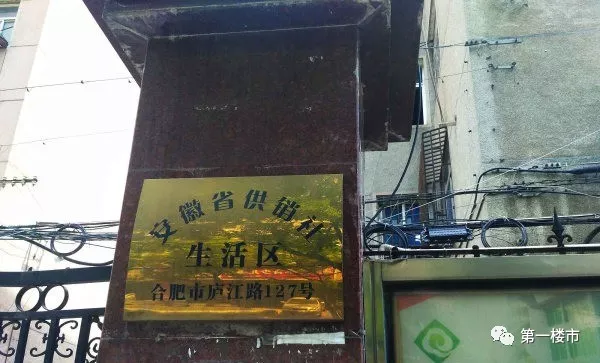 安徽省供销社
生活区
合肥市庐江路127号
第一楼市